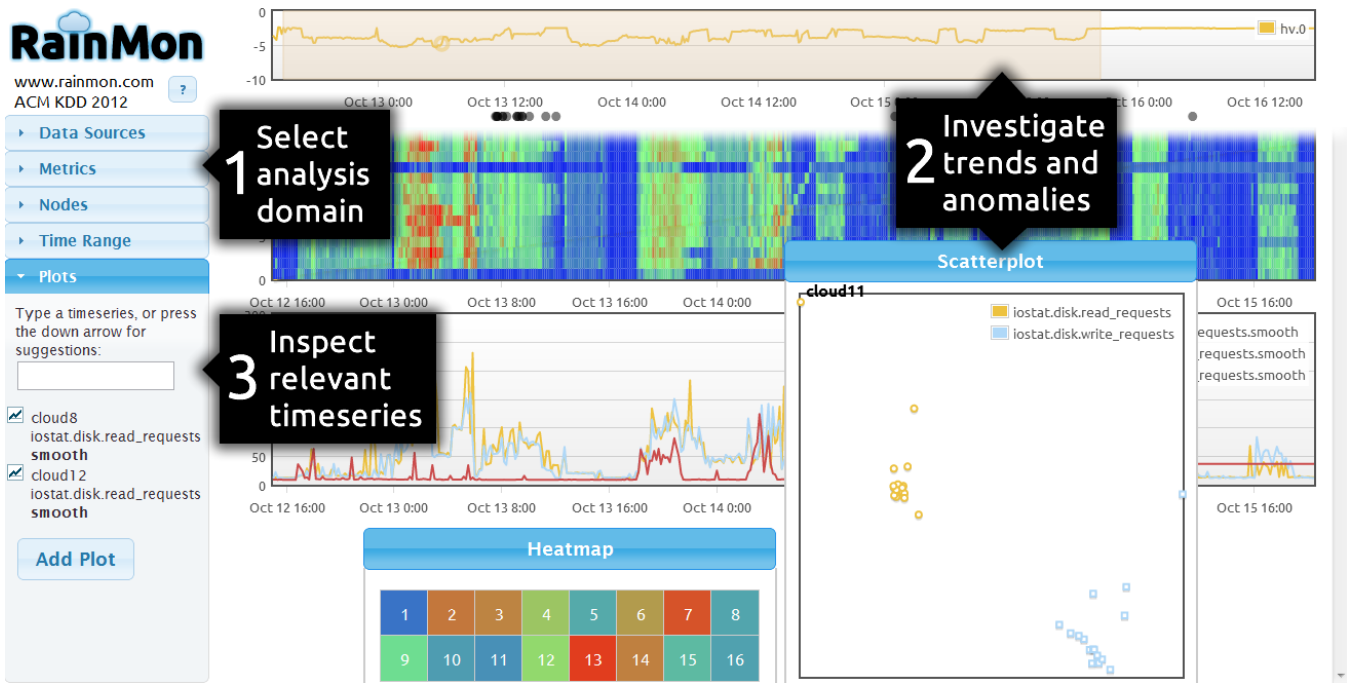 RainMon
www.rainmon.com
ACM KDD 2012
?
Data Sources
Metrics
Nodes
Time Range
Plots
Type a timeseries, or press
the down arrow for
suggestions:
cloud8
iostat.disk.read_requests
smooth
cloud12
iostat.disk.read_requests
smooth
Add Plot
1 Select
analysis
domain
2 Investigate
trends and
anomalies
3 Inspect
relevant
timeseries
0
-5
-10
hv.0
Oct 13 0:00 Oct 13 12:00 Oct 14 0:00 Oct 14 12:00 Oct 15 16 0:00 Oct 16 12:00
0
Oct 12 16:00 Oct 13 0:00 Oct 13 8:00 Oct 13 16:00 Oct 14 0:00 Oct 15 16:00
50
0
equests.smooth
_requests.smooth
_requests.smooth
Oct 12 16:00 Oct 13 0:00 Oct 13 8:00 Oct 13 16:00 Oct 14 0:00 Oct 15 16:00
Scatterplot
cloud11
iostat.disk.read_requests
iostat.disk.write_requests
Heatmap
1 2 3 4 5 6 7 8
9 10 11 12 13 14 15 16